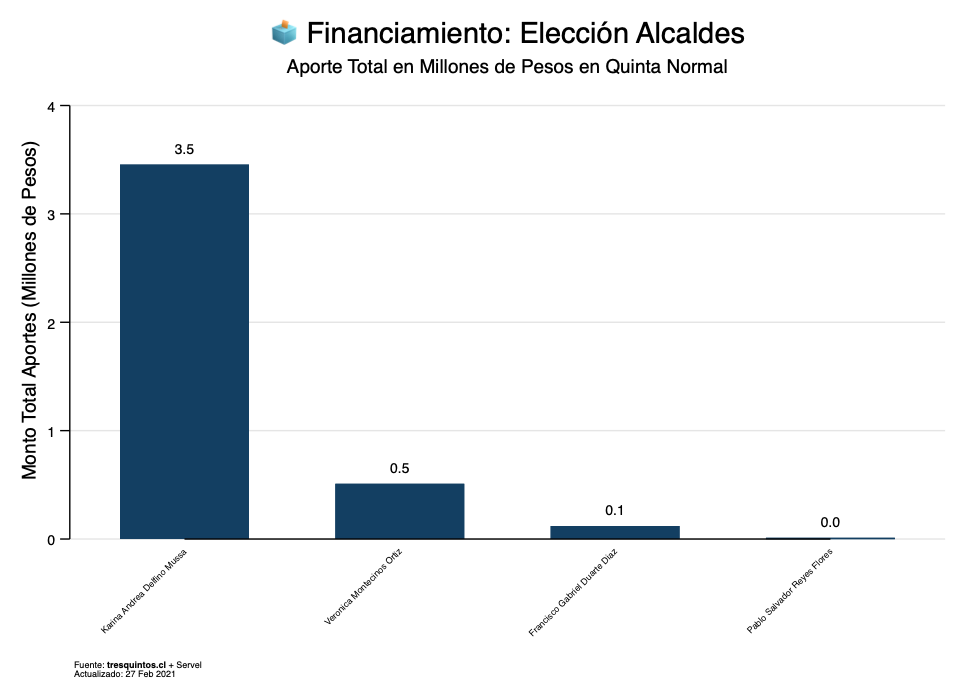 Financiamiento: Elección Alcaldes
Aporte Total en Millones de Pesos en Quinta Normal
Monto Total Aportes (Millones de Pesos)
4
3
2
1
0
3.5
0.5
0.1
0.0
Karina Andrea Delfino Mussa
Veronica Montecinos Ortiz
Francisco Gabriel Duarte Diaz
Pablo Salvador Reyes Flores
Fuente: tresquintos.cl + Servel
Actualizado: 27 Feb 2021